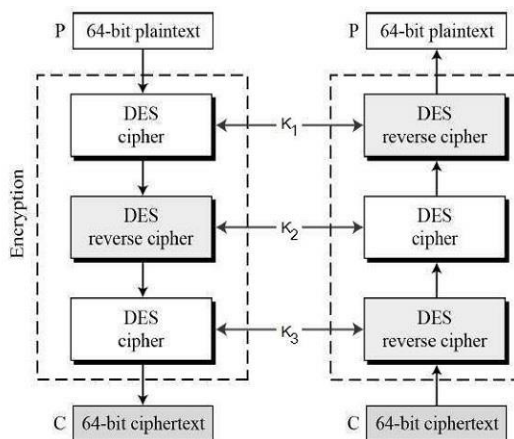 P 64-bit plaintext
P 64-bit plaintext
Encryption
DES
cipher
K1
DES
reverse cipher
DES
reverse cipher
K2
DES
cipher
DES
cipher
K3
DES
reverse cipher
C 64-bit ciphertext
C 64-bit ciphertext